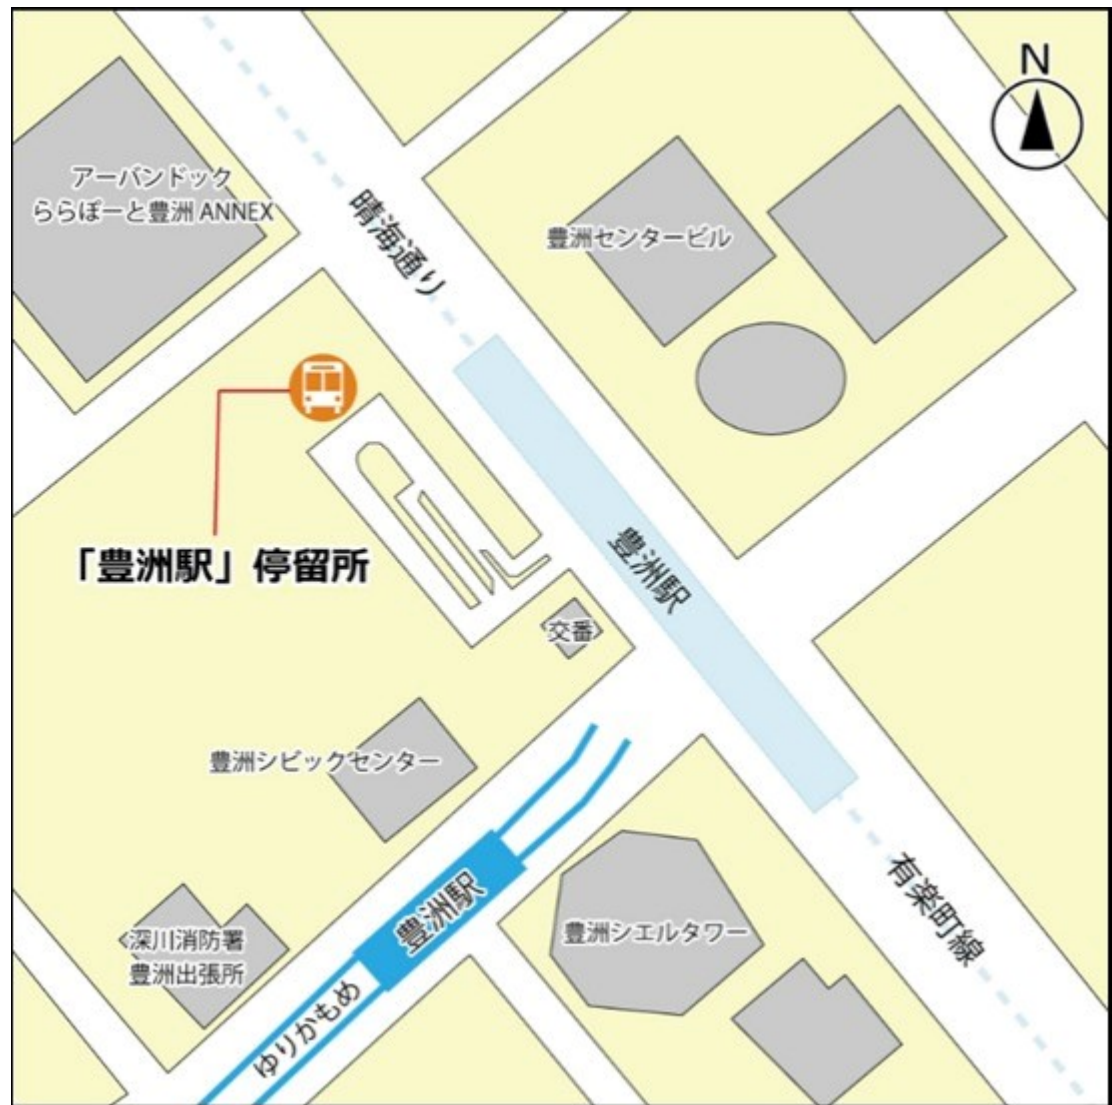 N
アーバンドック
ららぽーと豊洲 ANNEX
晴海通り
豊洲センタービル
「豊洲駅」停留所
豊洲駅
交番
豊洲シビックセンター
有楽町線
豊洲駅
豊洲シエルタワー
深川消防署
豊洲出張所
ゆりかもめ